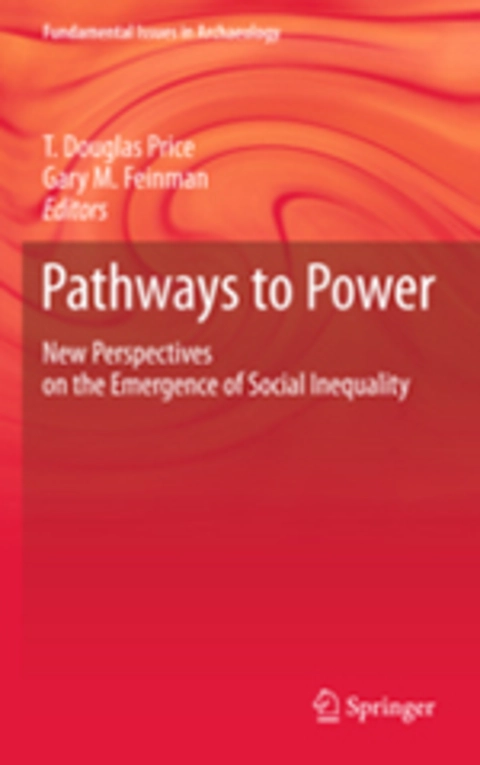 Fundamental Issues in Archaeology
T. Douglas Price
Gary M. Feinman
Editors
Pathways to Power
New Perspectives
on the Emergence of Social Inequality
Springer